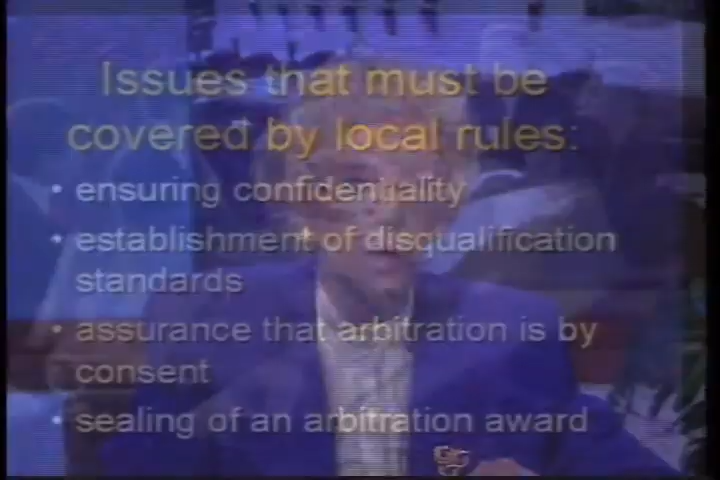 Issues that must be
covered by local rules:
• ensuring confidentiality
• establishment of disqualification
standards
• assurance that arbitration is by
consent
• sealing of an arbitration award